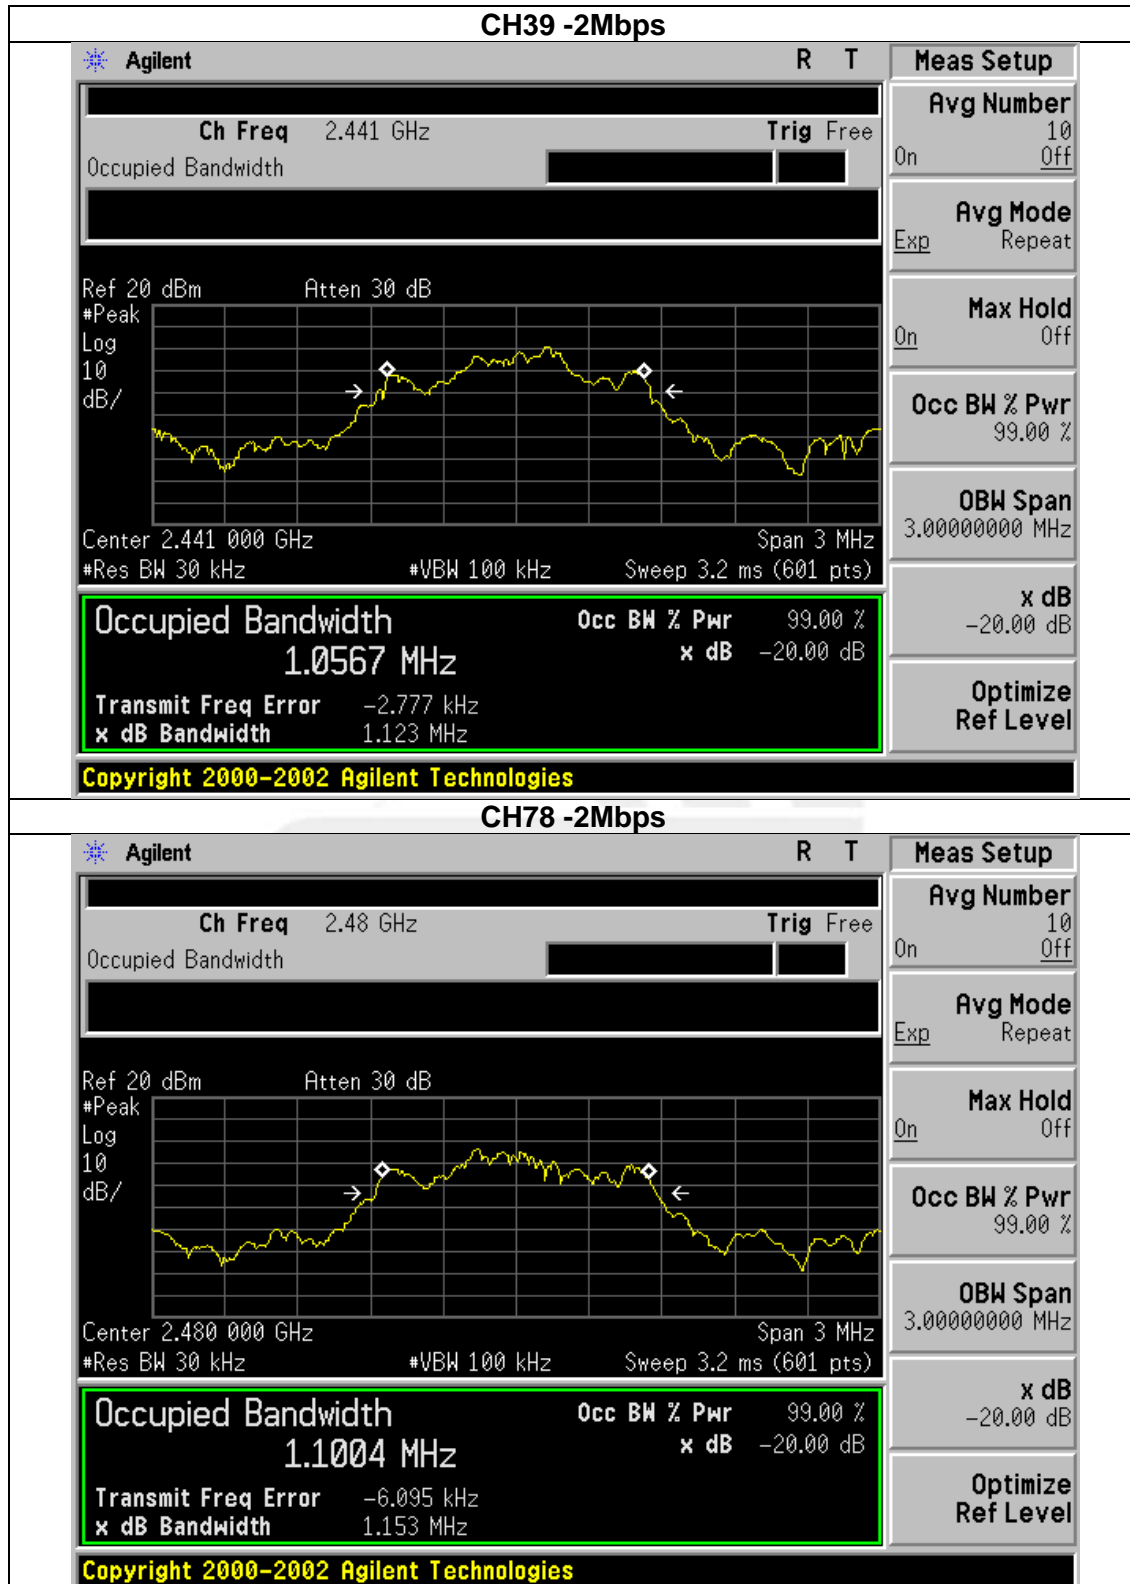 CH39 -2Mbps
Agilent R T Meas Setup
Ch Freq 2.441 GHz Trig Free
Occupied Bandwidth
Avg Number
10
On Off
Avg Mode
Exp Repeat
Max Hold
On Off
Occ BW % Pwr
99.00 %
OBW Span
3.00000000 MHz
x dB
-20.00 dB
Optimize
Ref Level
Ref 20 dBm Atten 30 dB
#Peak
Log
10
dB/
Center 2.441 000 GHz Span 3 MHz
#Res BW 30 kHz #VBW 100 kHz Sweep 3.2 ms (601 pts)
Occupied Bandwidth Occ BW % Pwr 99.00 %
1.0567 MHz x dB -20.00 dB
Transmit Freq Error -2.777 kHz
x dB Bandwidth 1.123 MHz
Copyright 2000-2002 Agilent Technologies
CH78 -2Mbps
Agilent R T Meas Setup
Ch Freq 2.48 GHz Trig Free
Occupied Bandwidth
Avg Number
10
On Off
Avg Mode
Exp Repeat
Max Hold
On Off
Occ BW % Pwr
99.00 %
OBW Span
3.00000000 MHz
x dB
-20.00 dB
Optimize
Ref Level
Ref 20 dBm Atten 30 dB
#Peak
Log
10
dB/
Center 2.480 000 GHz Span 3 MHz
#Res BW 30 kHz #VBW 100 kHz Sweep 3.2 ms (601 pts)
Occupied Bandwidth Occ BW % Pwr 99.00 %
1.1004 MHz x dB -20.00 dB
Transmit Freq Error -6.095 kHz
x dB Bandwidth 1.153 MHz
Copyright 2000-2002 Agilent Technologies